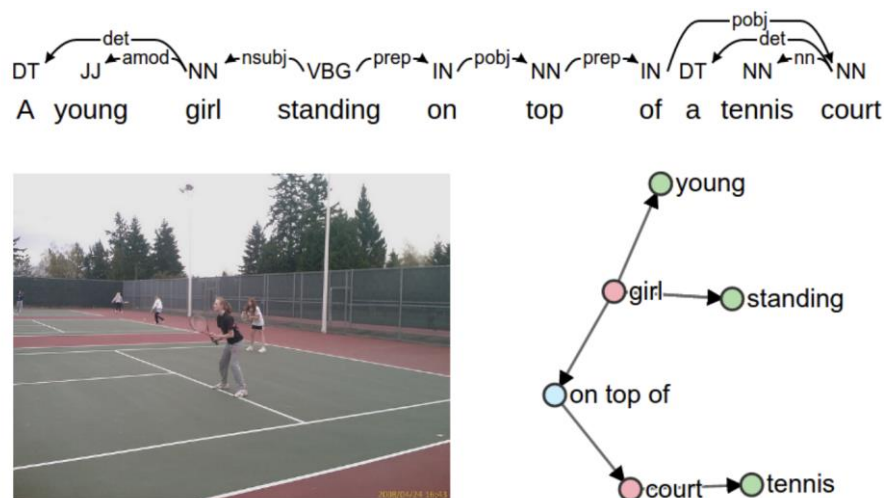 pobj
det det
amod nsubj prep pobj prep nn
DT JJ NN VBG IN NN IN DT NN NN
A young girl standing on top of a tennis court
young
girl
standing
on top of
court
tennis